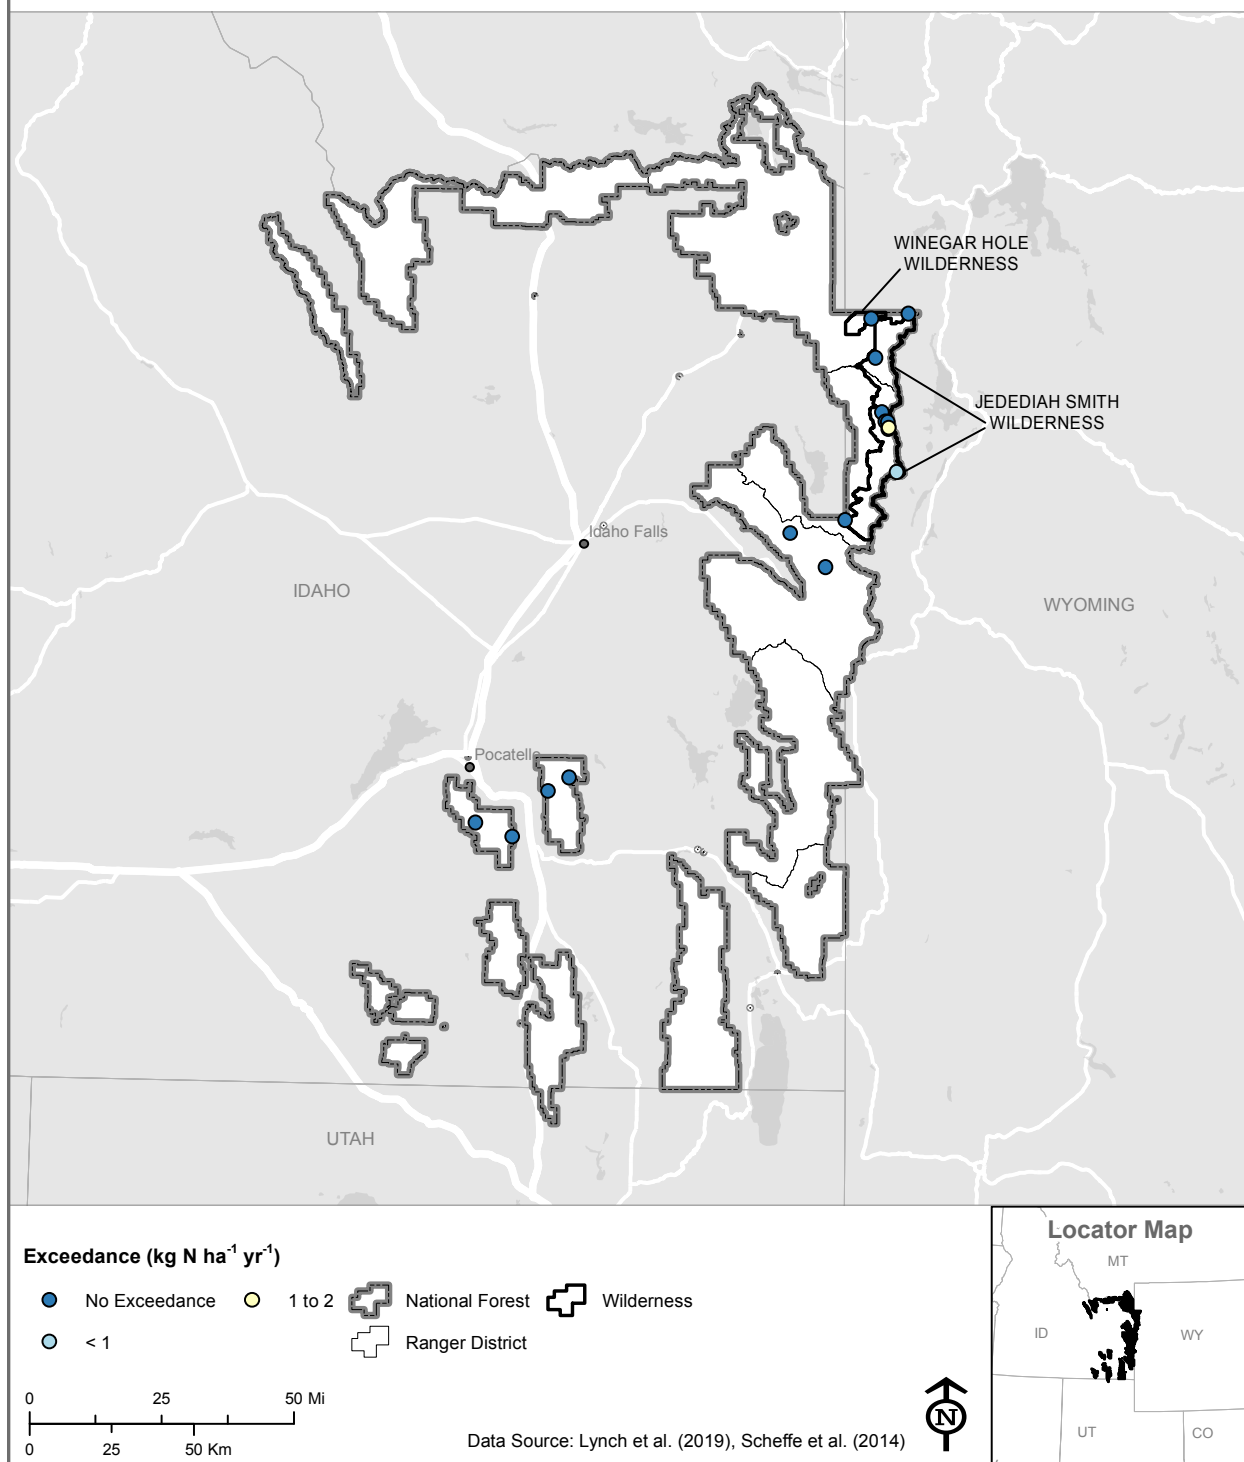 WINEGAR HOLE
WILDERNESS
JEDEDIAH SMITH
WILDERNESS
Idaho Falls
IDAHO
WYOMING
Pocatello
UTAH
Exceedance (kg N ha⁻¹ yr⁻¹)
No Exceedance
1 to 2
National Forest
Wilderness
< 1
Ranger District
0 25 50 Mi
0 25 50 Km
Data Source: Lynch et al. (2019), Scheffe et al. (2014)
N
Locator Map
MT
ID
WY
UT
CO